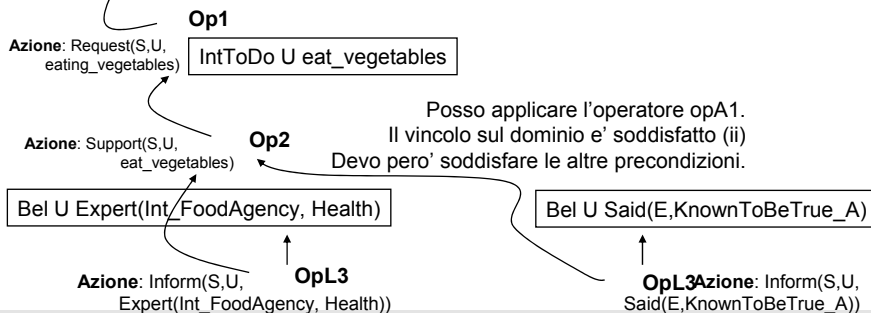 Op1
Azione: Request(S,U,
eating_vegetables)
IntToDo U eat_vegetables
Posso applicare l'operatore opA1.
Il vincolo sul dominio e' soddisfatto (ii)
Devo pero' soddisfare le altre precondizioni.
Azione: Support(S,U,
eat_vegetables)
Op2
Bel U Expert(Int_FoodAgency, Health)
Bel U Said(E,KnownToBeTrue_A)
OpL3
Azione: Inform(S,U,
Expert(Int_FoodAgency, Health))
OpL3
Azione: Inform(S,U,
Said(E,KnownToBeTrue_A))